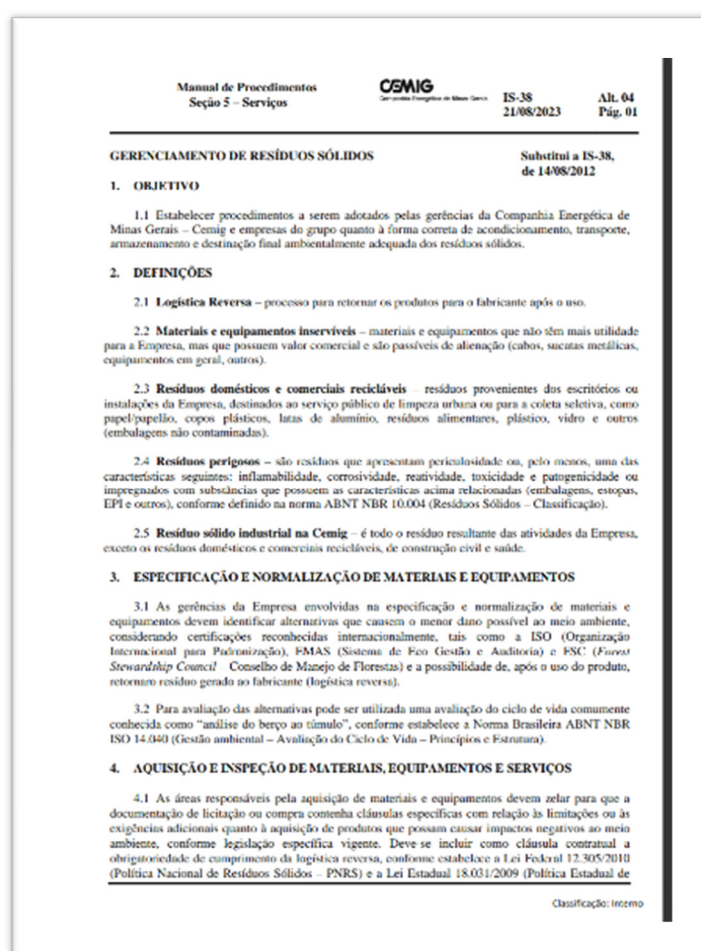 Manual de Procedimentos
Seção 5 – Serviços
CEMIG
Companhia Energética de Minas Gerais
IS-38
21/08/2023
Alt. 04
Pág. 01
GERENCIAMENTO DE RESÍDUOS SÓLIDOS
Substitui a IS-38,
de 14/08/2012
1. OBJETIVO
1.1 Estabelecer procedimentos a serem adotados pelas gerências da Companhia Energética de
Minas Gerais – Cemig e empresas do grupo quanto à forma correta de acondicionamento, transporte,
armazenamento e destinação final ambientalmente adequada dos resíduos sólidos.
2. DEFINIÇÕES
2.1 Logística Reversa – processo para retornar os produtos para o fabricante após o uso.
2.2 Materiais e equipamentos inservíveis – materiais e equipamentos que não têm mais utilidade
para a Empresa, mas que possuem valor comercial e são passíveis de alienação (cabos, sucatas metálicas,
equipamentos em geral, outros).
2.3 Resíduos domésticos e comerciais recicláveis – resíduos provenientes dos escritórios ou
instalações da Empresa, destinados ao serviço público de limpeza urbana ou para a coleta seletiva, como
papel/papelão, copos plásticos, latas de alumínio, resíduos alimentares, plástico, vidro e outros
(embalagens não contaminadas).
2.4 Resíduos perigosos – são resíduos que apresentam periculosidade ou, pelo menos, uma das
características seguintes: inflamabilidade, corrosividade, reatividade, toxicidade e patogenicidade ou
impregnados com substâncias que possuem as características acima relacionadas (embalagens, estopas,
EPI e outros), conforme definido na norma ABNT NBR 10.004 (Resíduos Sólidos – Classificação).
2.5 Resíduo sólido industrial na Cemig – é todo o resíduo resultante das atividades da Empresa,
exceto os resíduos domésticos e comerciais recicláveis, de construção civil e saúde.
3. ESPECIFICAÇÃO E NORMALIZAÇÃO DE MATERIAIS E EQUIPAMENTOS
3.1 As gerências da Empresa envolvidas na especificação e normalização de materiais e
equipamentos devem identificar alternativas que causem o menor dano possível ao meio ambiente,
considerando certificações reconhecidas internacionalmente, tais como a ISO (Organização
Internacional para Padronização), EMAS (Sistema de Eco Gestão e Auditoria) e FSC (Forest
Stewardship Council – Conselho de Manejo de Florestas) e a possibilidade de, após o uso do produto,
retornaro resíduo gerado ao fabricante (logística reversa).
3.2 Para avaliação das alternativas pode ser utilizada uma avaliação do ciclo de vida comumente
conhecida como “análise do berço ao túmulo”, conforme estabelece a Norma Brasileira ABNT NBR
ISO 14.040 (Gestão ambiental – Avaliação do Ciclo de Vida – Princípios e Estrutura).
4. AQUISIÇÃO E INSPEÇÃO DE MATERIAIS, EQUIPAMENTOS E SERVIÇOS
4.1 As áreas responsáveis pela aquisição de materiais e equipamentos devem zelar para que a
documentação de licitação ou compra contenha cláusulas específicas com relação às limitações ou às
exigências adicionais quanto à aquisição de produtos que possam causar impactos negativos ao meio
ambiente, conforme legislação específica vigente. Deve-se incluir como cláusula contratual a
obrigatoriedade de cumprimento da logística reversa, conforme estabelece a Lei Federal 12.305/2010
(Política Nacional de Resíduos Sólidos – PNRS) e a Lei Estadual 18.031/2009 (Política Estadual de
Classificação: Interno